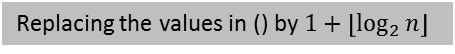 Replacing the values in () by 1 + ⌊log₂ n⌋